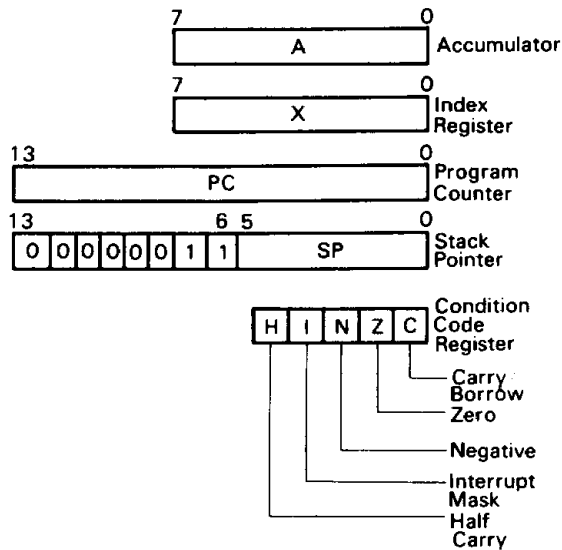 7 0
A Accumulator
7 0
X Index
Register
13 0
PC Program
Counter
13 6 5 0
0 0 0 0 0 0 1 1 SP Stack
Pointer
H I N Z C Condition
Code
Register
Carry
Borrow
Zero
Negative
Interrupt
Mask
Half
Carry